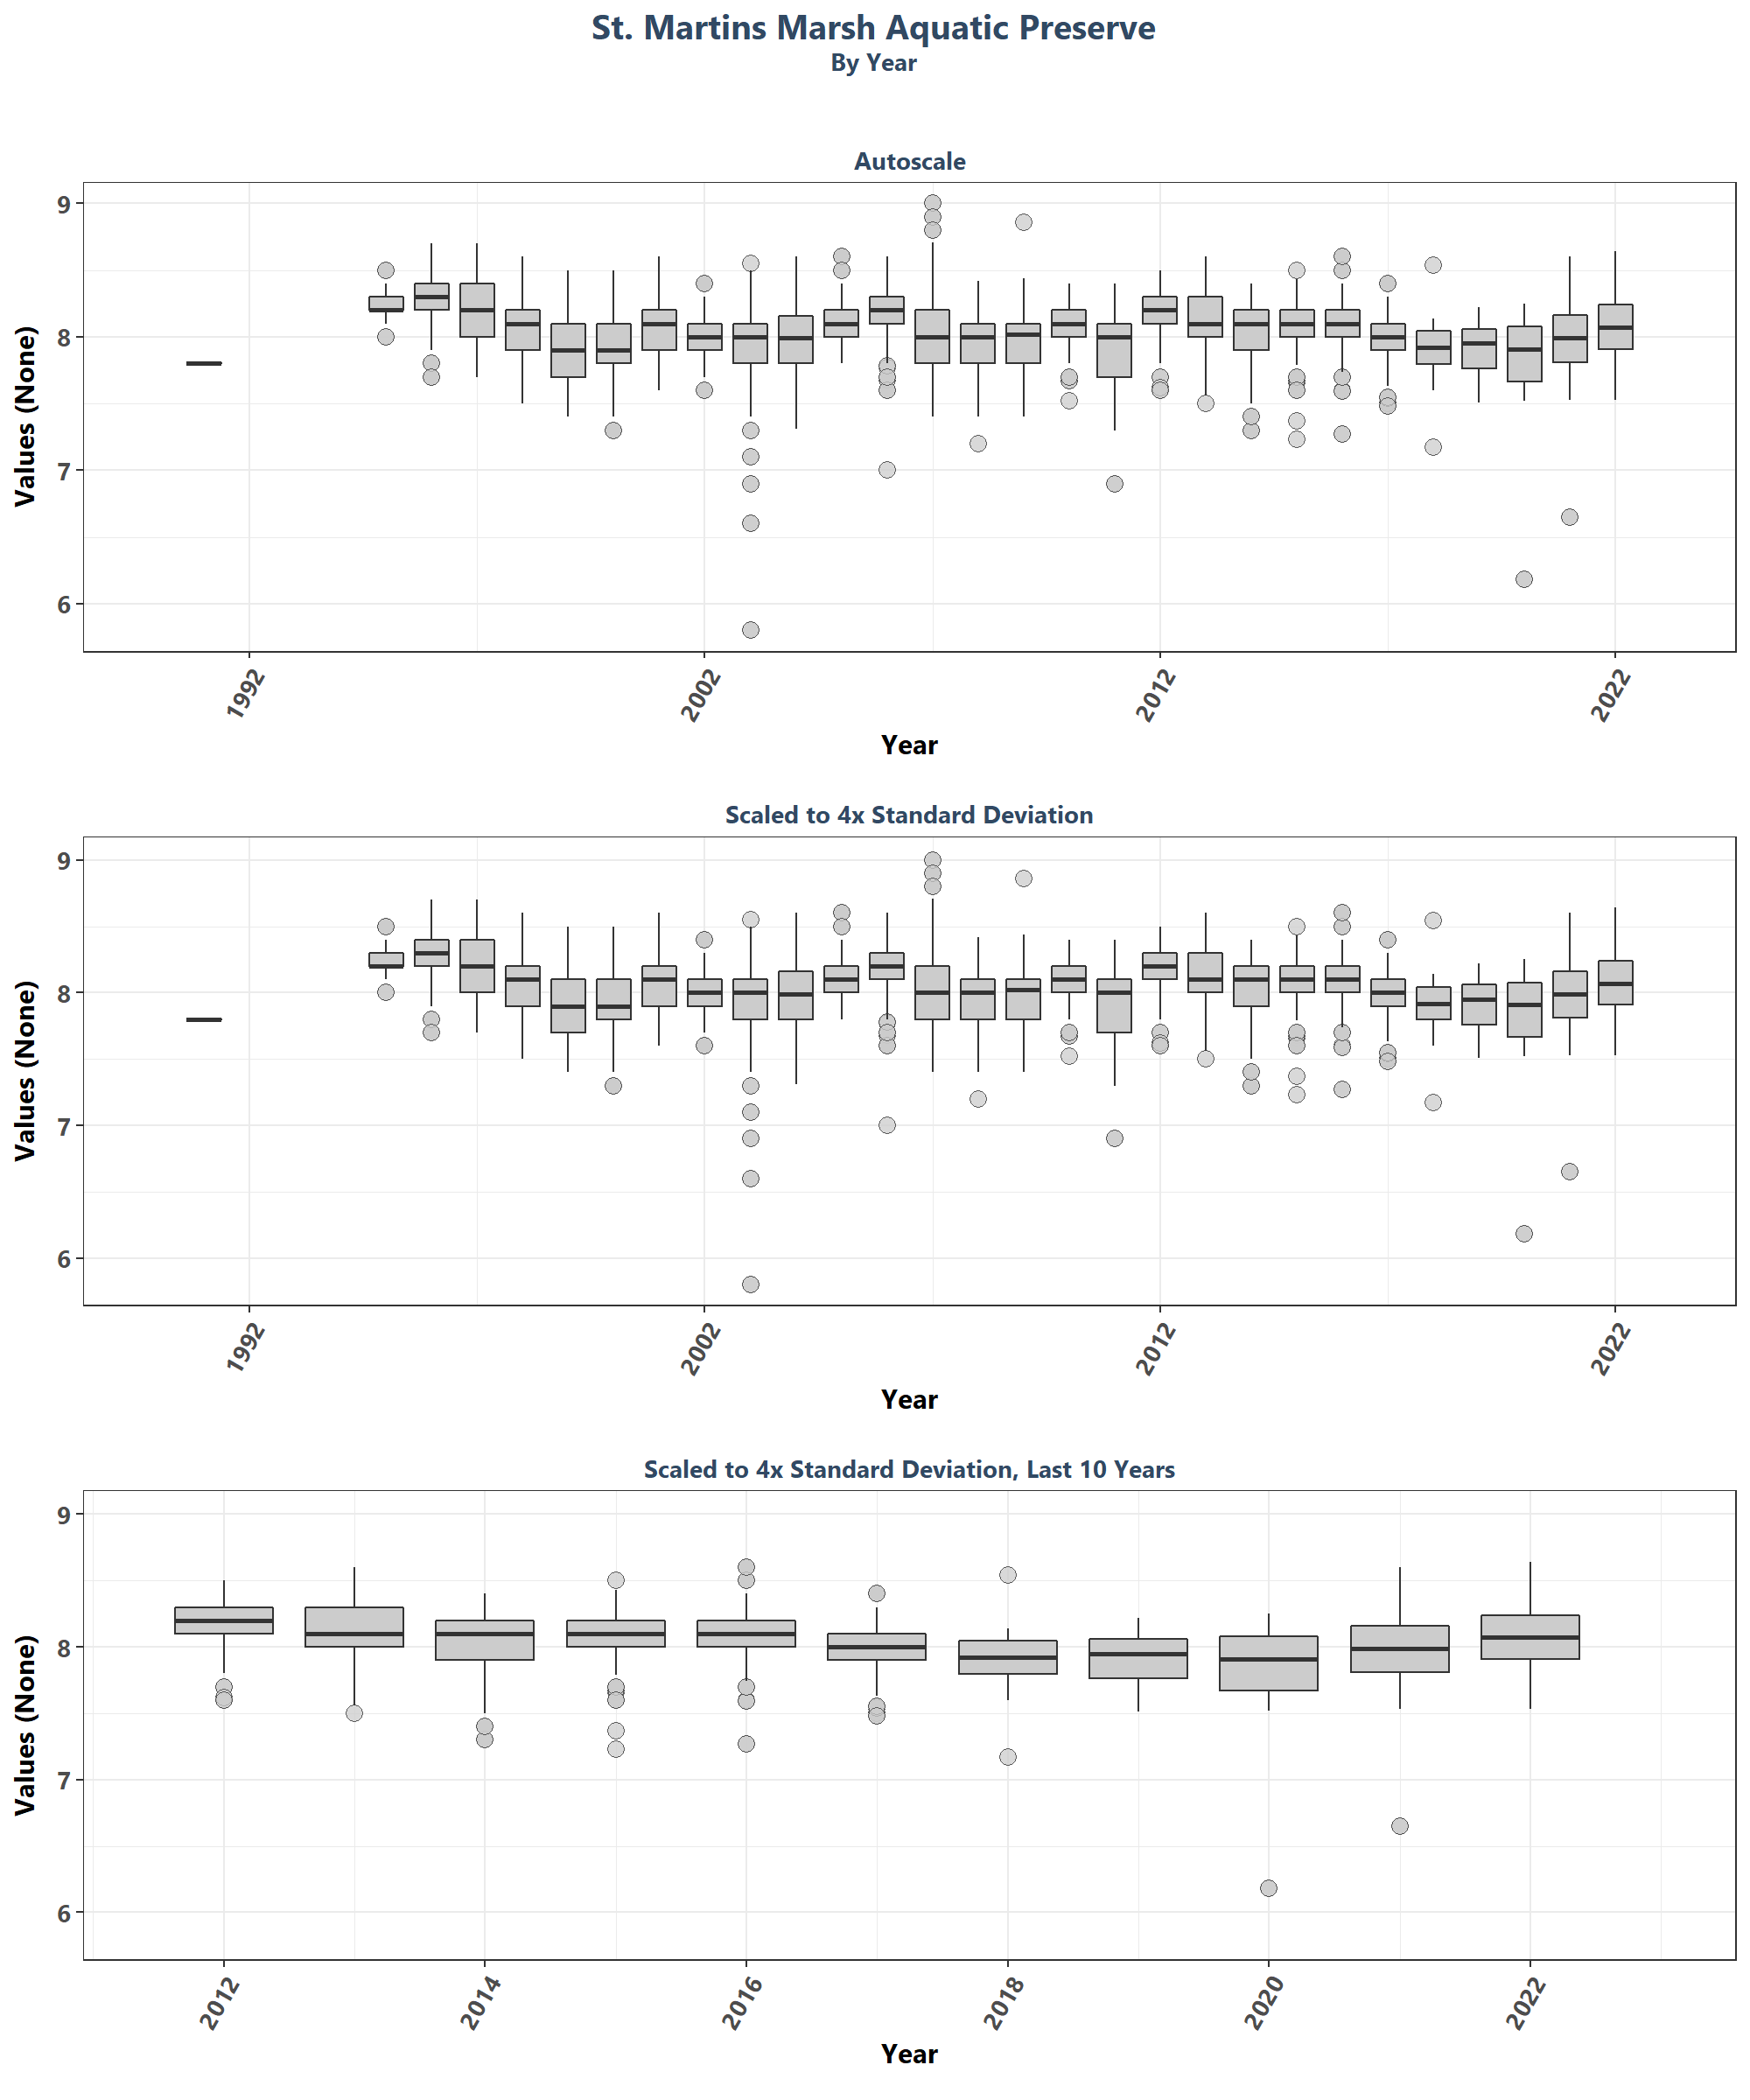 St. Martins Marsh Aquatic Preserve
By Year
Autoscale
Values (None)
9
8
7
6
1992
2002
2012
2022
Year
Scaled to 4x Standard Deviation
Values (None)
9
8
7
6
1992
2002
2012
2022
Year
Scaled to 4x Standard Deviation, Last 10 Years
Values (None)
9
8
7
6
2012
2014
2016
2018
2020
2022
Year